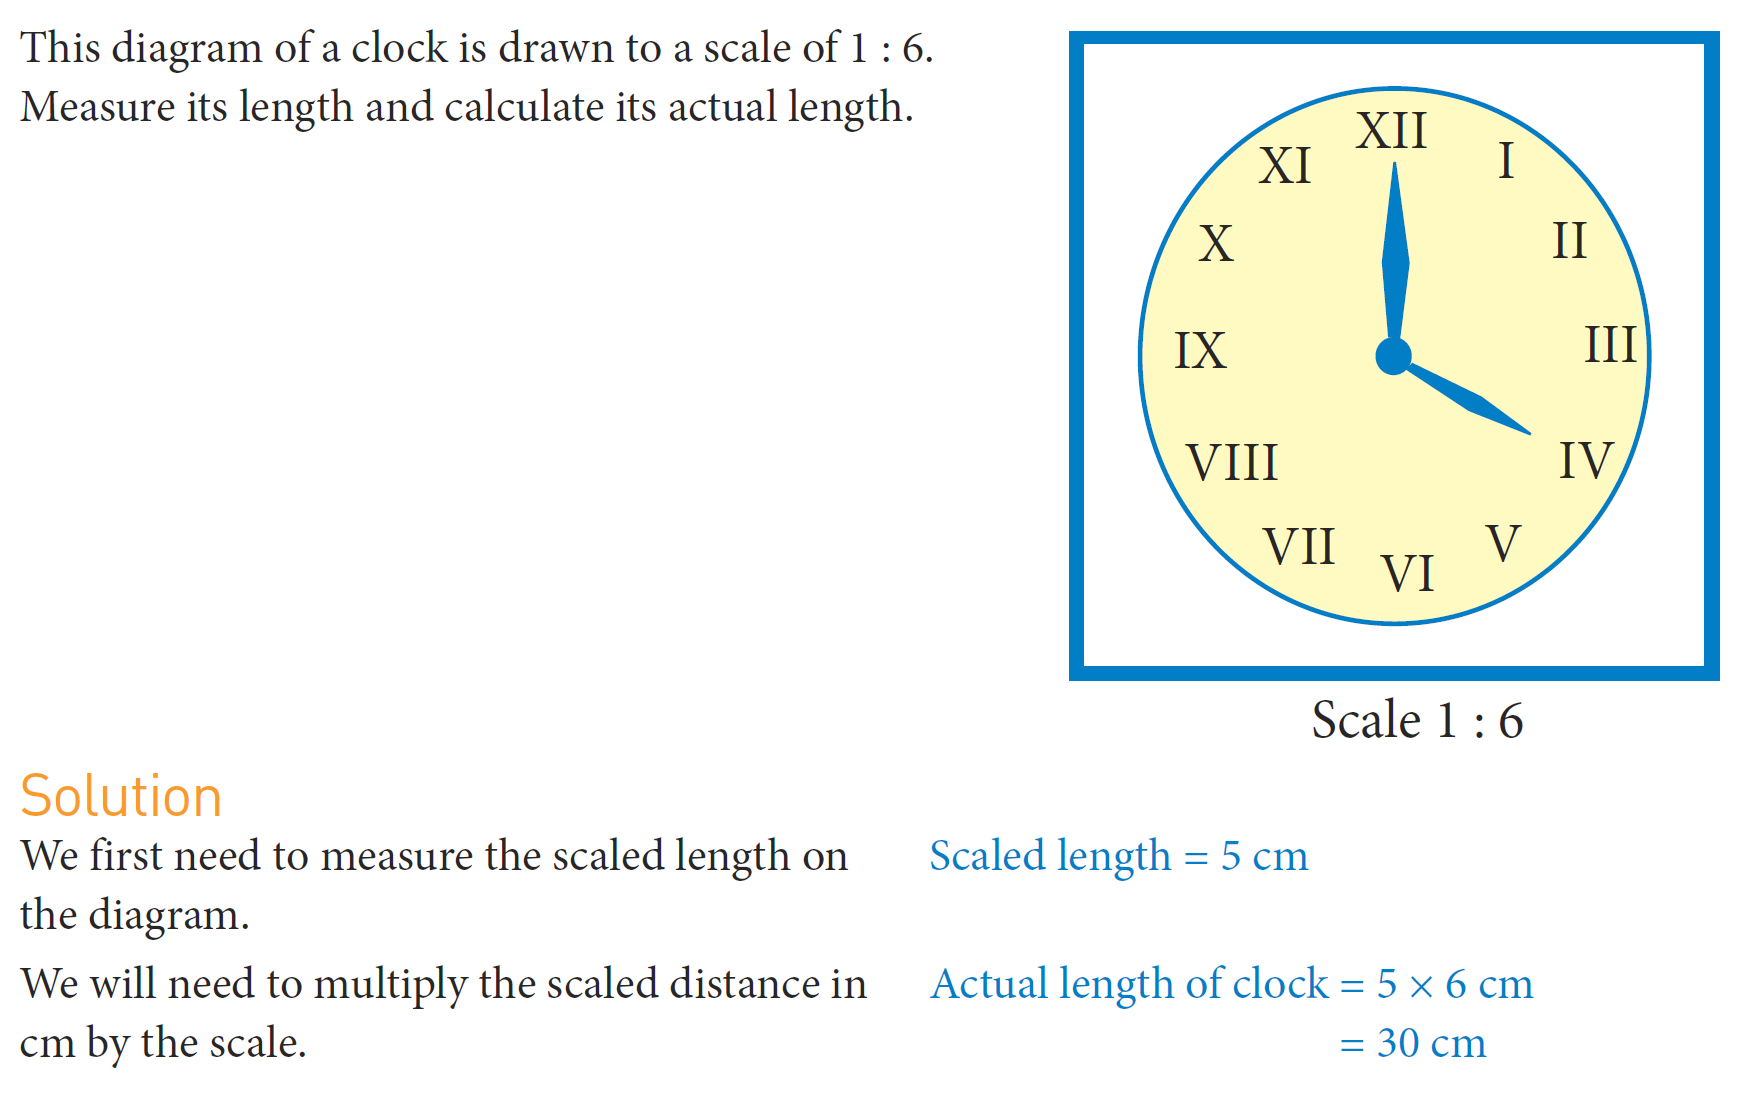 This diagram of a clock is drawn to a scale of 1 : 6.
Measure its length and calculate its actual length.
XII
XI
I
X
II
IX
III
VIII
IV
VII
VI
V
Scale 1 : 6
Solution
We first need to measure the scaled length on
the diagram.
Scaled length = 5 cm
We will need to multiply the scaled distance in
cm by the scale.
Actual length of clock = 5 × 6 cm
= 30 cm